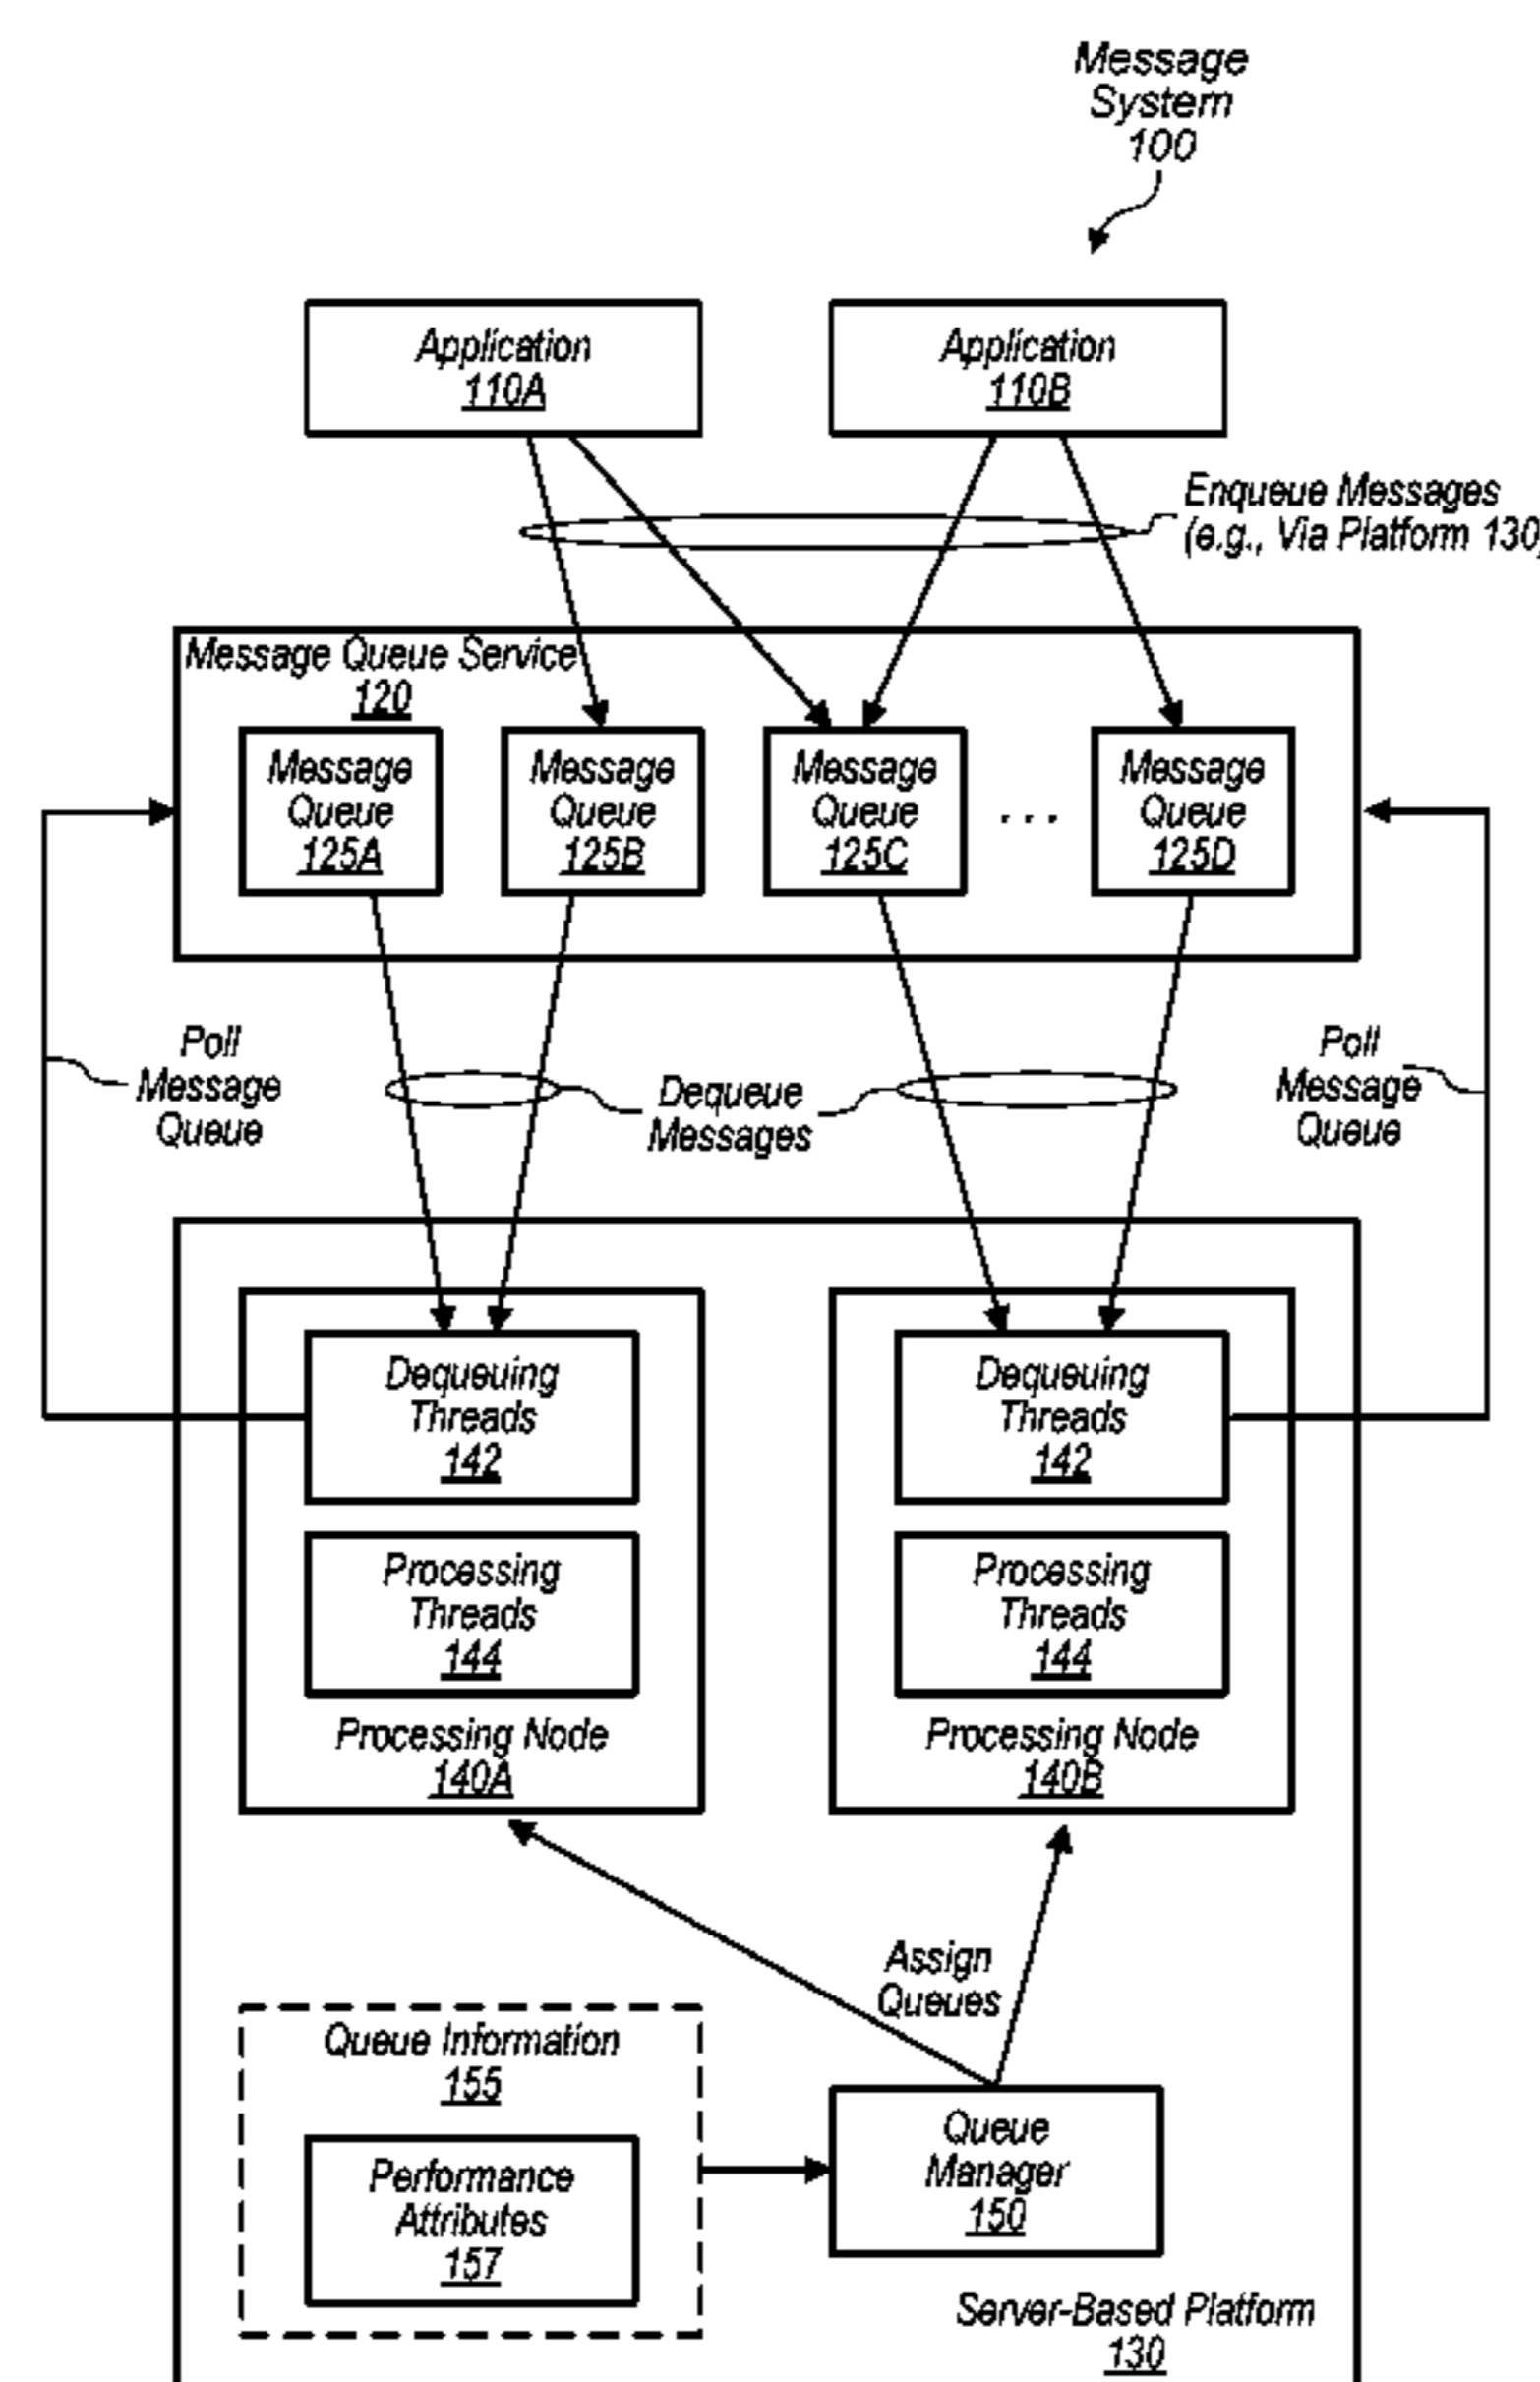 Message
System
100
Application
110A
Application
110B
Enqueue Messages
(e.g., Via Platform 130)
Message Queue Service
120
Message
Queue
125A
Message
Queue
125B
Message
Queue
125C
. . .
Message
Queue
125D
Poll
Message
Queue
Dequeue
Messages
Poll
Message
Queue
Dequeuing
Threads
142
Processing
Threads
144
Processing Node
140A
Dequeuing
Threads
142
Processing
Threads
144
Processing Node
140B
Assign
Queues
Queue Information
155
Performance
Attributes
157
Queue
Manager
150
Server-Based Platform
130